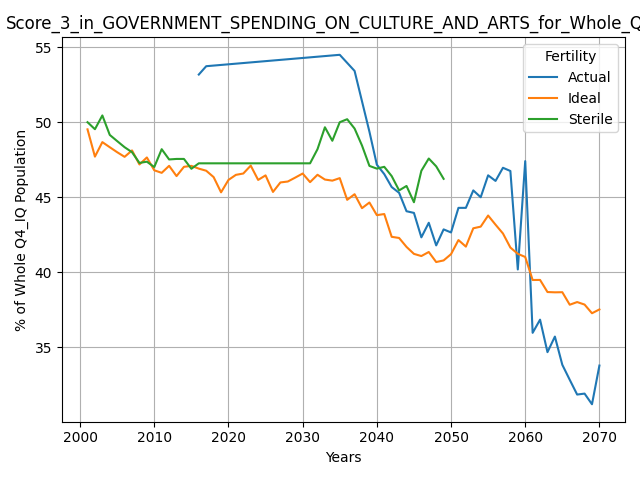 Score_3_in_GOVERNMENT_SPENDING_ON_CULTURE_AND_ARTS_for_Whole_Q
Fertility
Actual
Ideal
Sterile
% of Whole Q4_IQ Population
55
50
45
40
35
2000 2010 2020 2030 2040 2050 2060 2070
Years